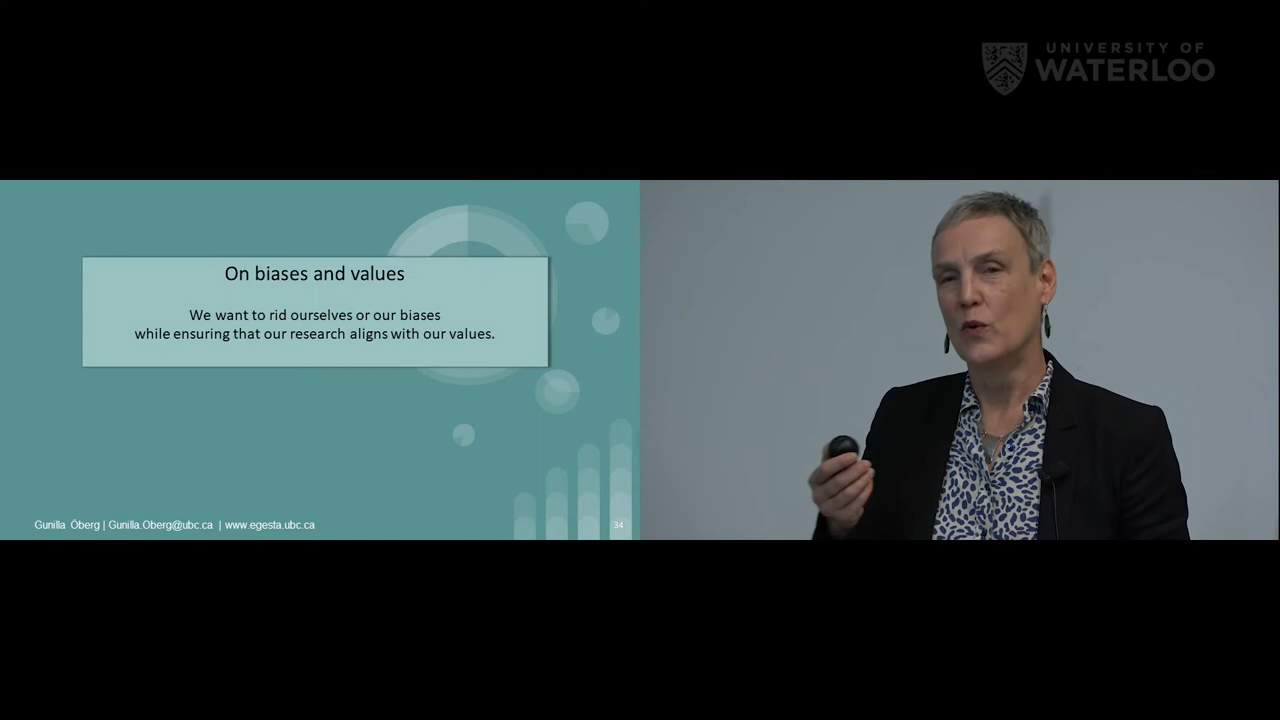 UNIVERSITY OF
WATERLOO
On biases and values
We want to rid ourselves or our biases
while ensuring that our research aligns with our values.
Gunilla Öberg | Gunilla.Oberg@ubc.ca | www.egesta.ubc.ca
34